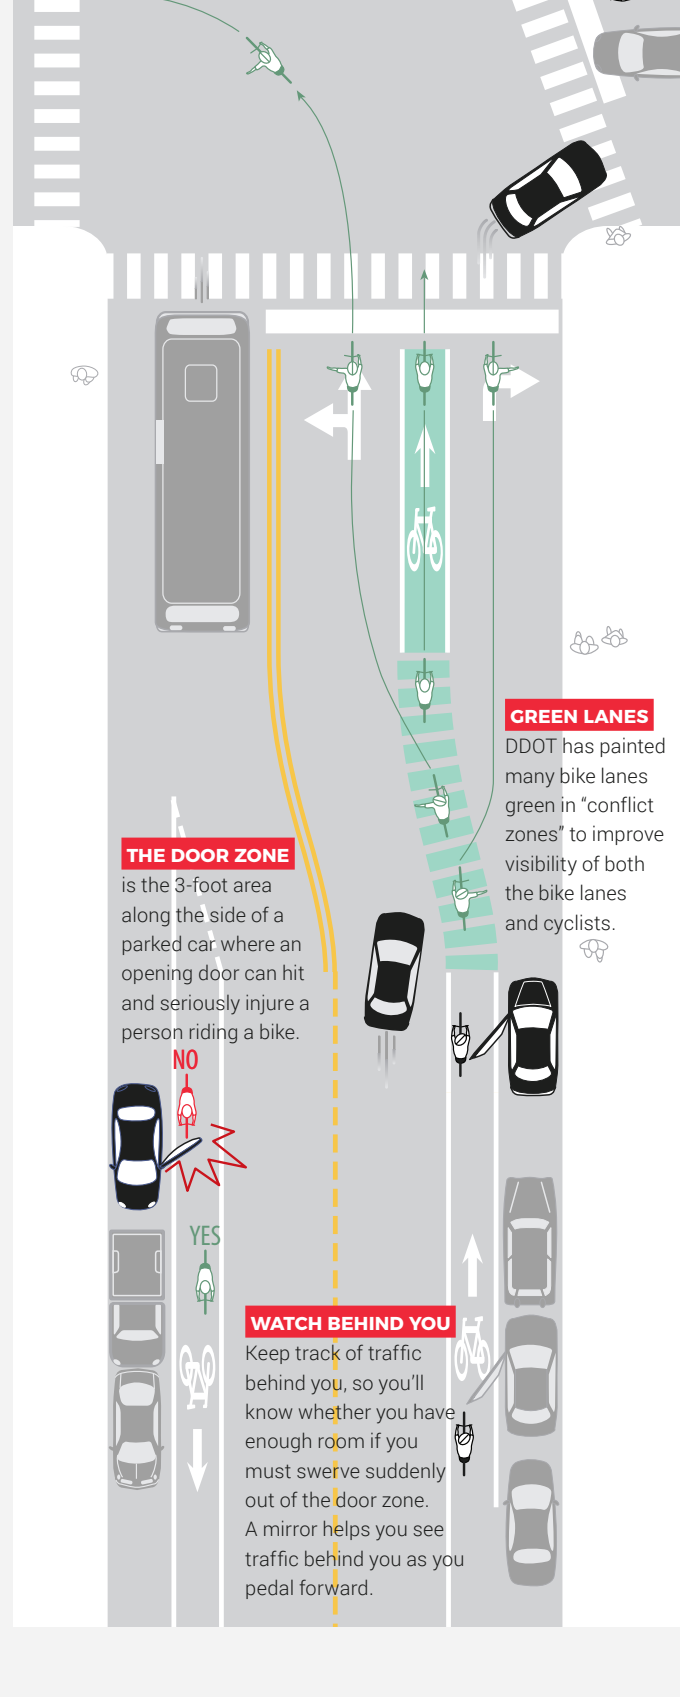 GREEN LANES
DDOT has painted
many bike lanes
green in “conflict
zones” to improve
visibility of both
the bike lanes
and cyclists.
THE DOOR ZONE
is the 3-foot area
along the side of a
parked car where an
opening door can hit
and seriously injure a
person riding a bike.
NO
YES
WATCH BEHIND YOU
Keep track of traffic
behind you, so you’ll
know whether you have
enough room if you
must swerve suddenly
out of the door zone.
A mirror helps you see
traffic behind you as you
pedal forward.